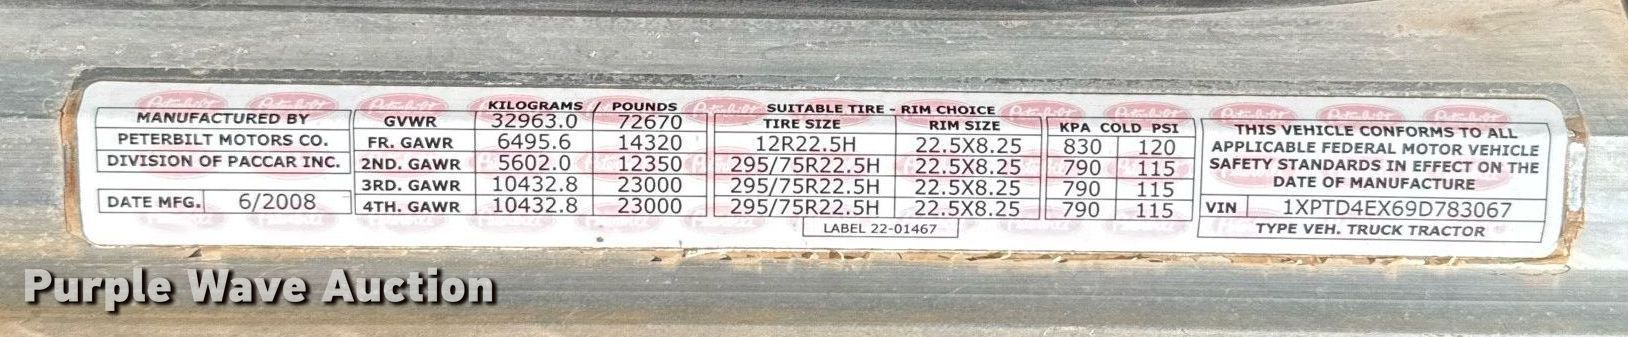 KILOGRAMS / POUNDS SUITABLE TIRE - RIM CHOICE
MANUFACTURED BY
PETERBILT MOTORS CO.
DIVISION OF PACCAR INC.
DATE MFG. 6/2008
GVWR 32963.0 72670 TIRE SIZE RIM SIZE KPA COLD PSI
FR. GAWR 6495.6 14320 12R22.5H 22.5X8.25 830 120
2ND. GAWR 5602.0 12350 295/75R22.5H 22.5X8.25 790 115
3RD. GAWR 10432.8 23000 295/75R22.5H 22.5X8.25 790 115
4TH. GAWR 10432.8 23000 295/75R22.5H 22.5X8.25 790 115
LABEL 22-01467
THIS VEHICLE CONFORMS TO ALL
APPLICABLE FEDERAL MOTOR VEHICLE
SAFETY STANDARDS IN EFFECT ON THE
DATE OF MANUFACTURE
VIN 1XPTD4EX69D783067
TYPE VEH. TRUCK TRACTOR
Purple Wave Auction